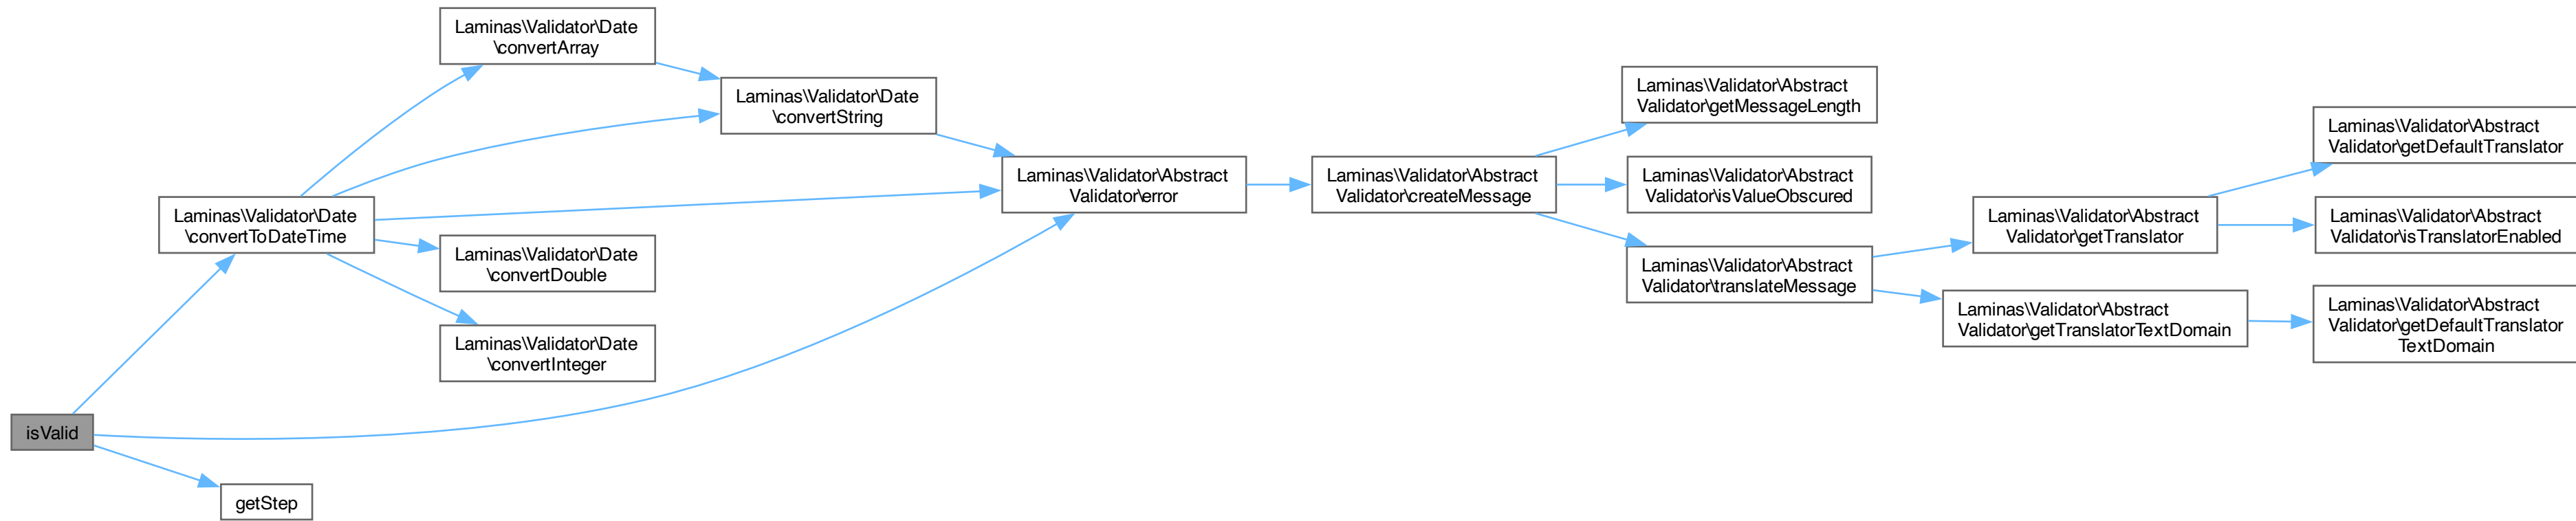 Laminas\Validator\Date
\convertArray
Laminas\Validator\Date
\convertString
Laminas\Validator\Date
\convertToDateTime
Laminas\Validator\Date
\convertDouble
Laminas\Validator\Date
\convertInteger
isValid
getStep
Laminas\Validator\Abstract
Validator\error
Laminas\Validator\Abstract
Validator\createMessage
Laminas\Validator\Abstract
Validator\getMessageLength
Laminas\Validator\Abstract
Validator\isValueObscured
Laminas\Validator\Abstract
Validator\translateMessage
Laminas\Validator\Abstract
Validator\getTranslator
Laminas\Validator\Abstract
Validator\getTranslatorTextDomain
Laminas\Validator\Abstract
Validator\getDefaultTranslator
Laminas\Validator\Abstract
Validator\isTranslatorEnabled
Laminas\Validator\Abstract
Validator\getDefaultTranslator
TextDomain